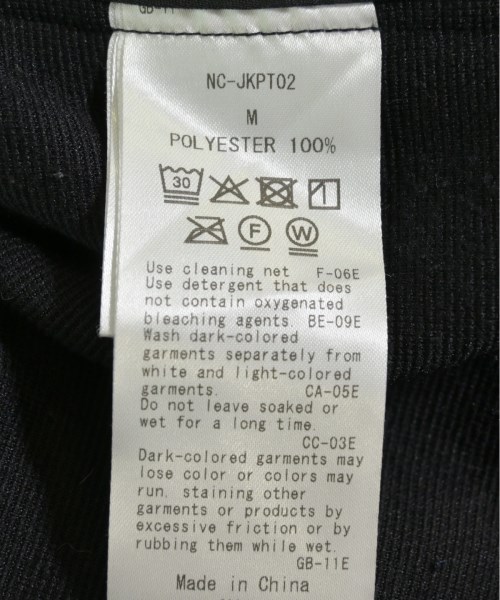 GB-11
NC-JKPT02
M
POLYESTER 100%
30
F
W
Use cleaning net F-06E
Use detergent that does
not contain oxygenated
bleaching agents. BE-09E
Wash dark-colored
garments separately from
white and light-colored
garments. CA-05E
Do not leave soaked or
wet for a long time.
CC-03E
Dark-colored garments may
lose color or colors may
run. staining other
garments or products by
excessive friction or by
rubbing them while wet.
GB-11E
Made in China